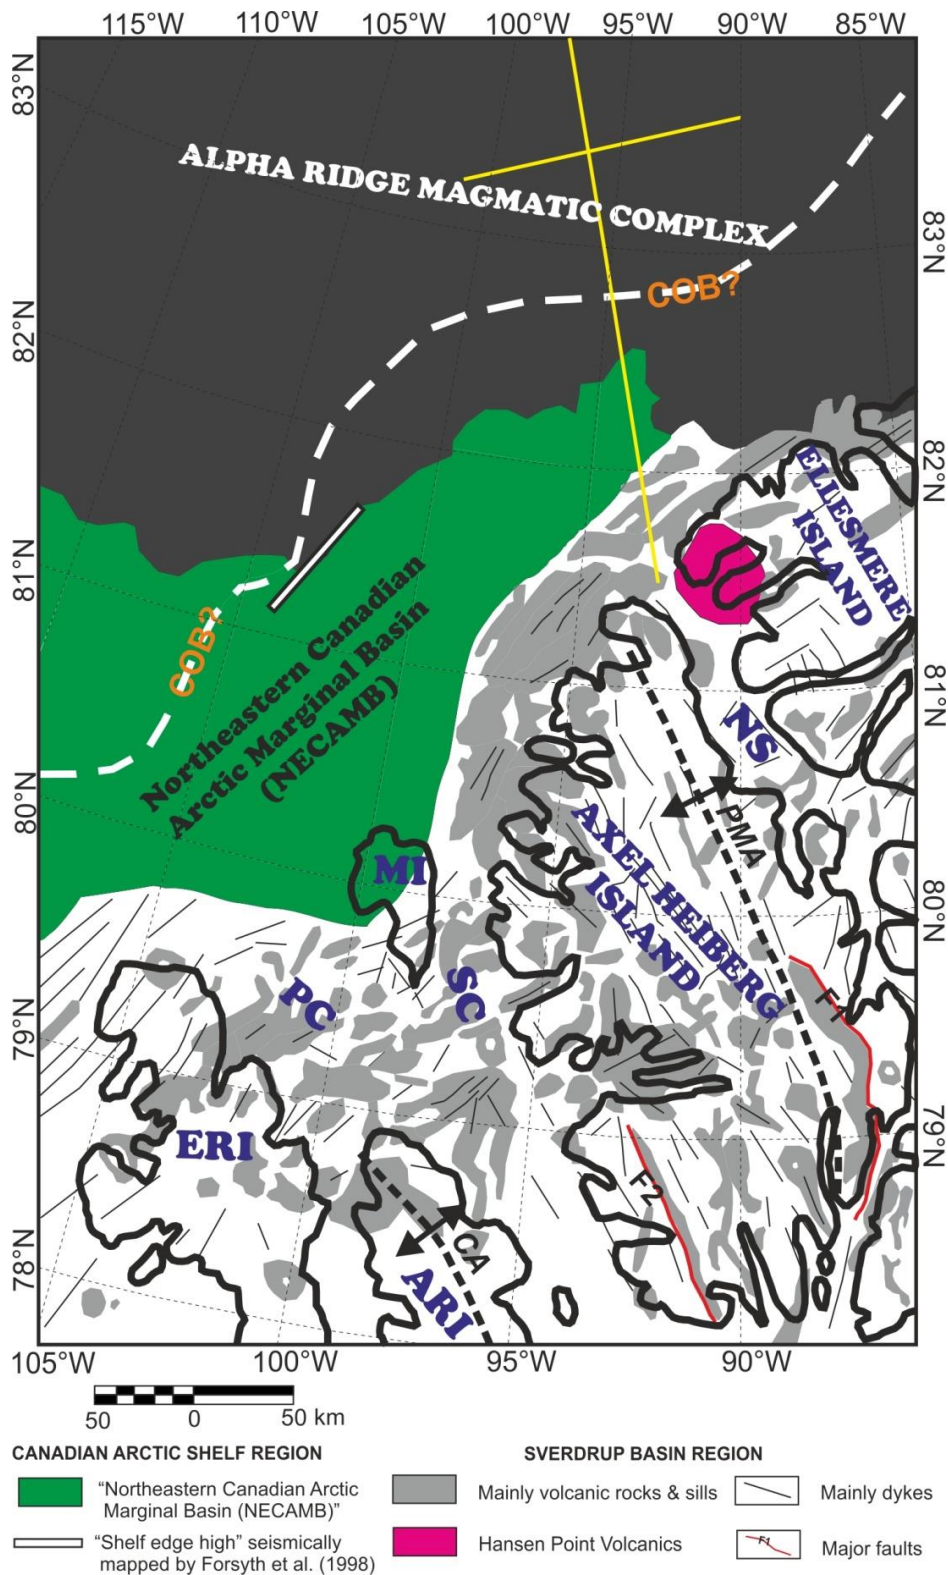 115°W 110°W 105°W 100°W 95°W 90°W 85°W
83°N
82°N
81°N
80°N
79°N
78°N
83°N
82°N
81°N
80°N
79°N
ALPHA RIDGE MAGMATIC COMPLEX
COB?
COB?
Northeastern Canadian
Arctic Marginal Basin
(NECAMB)
ELLESMERE
ISLAND
NS
PMA
AXEL HEIBERG
ISLAND
MI
SC
PC
F1
ERI
F2
CA
ARI
105°W 100°W 95°W 90°W
50 0 50 km
CANADIAN ARCTIC SHELF REGION
"Northeastern Canadian Arctic
Marginal Basin (NECAMB)"
"Shelf edge high" seismically
mapped by Forsyth et al. (1998)
SVERDRUP BASIN REGION
Mainly volcanic rocks & sills
Hansen Point Volcanics
Mainly dykes
F1
Major faults